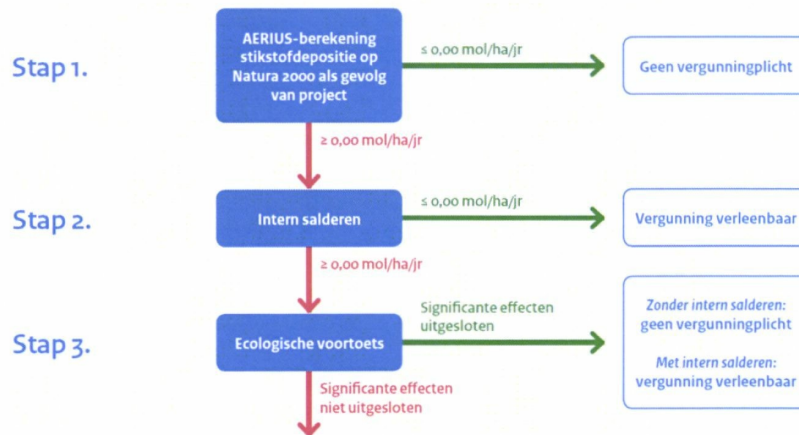 Stap 1.
AERIUS-berekening
stikstofdepositie op
Natura 2000 als gevolg
van project
≤ 0,00 mol/ha/jr
Geen vergunningplicht
≥ 0,00 mol/ha/jr
Stap 2.
Intern salderen
≤ 0,00 mol/ha/jr
Vergunning verleenbaar
≥ 0,00 mol/ha/jr
Stap 3.
Ecologische voortoets
Significante effecten
uitgesloten
Zonder intern salderen:
geen vergunningplicht
Met intern salderen:
vergunning verleenbaar
Significante effecten
niet uitgesloten